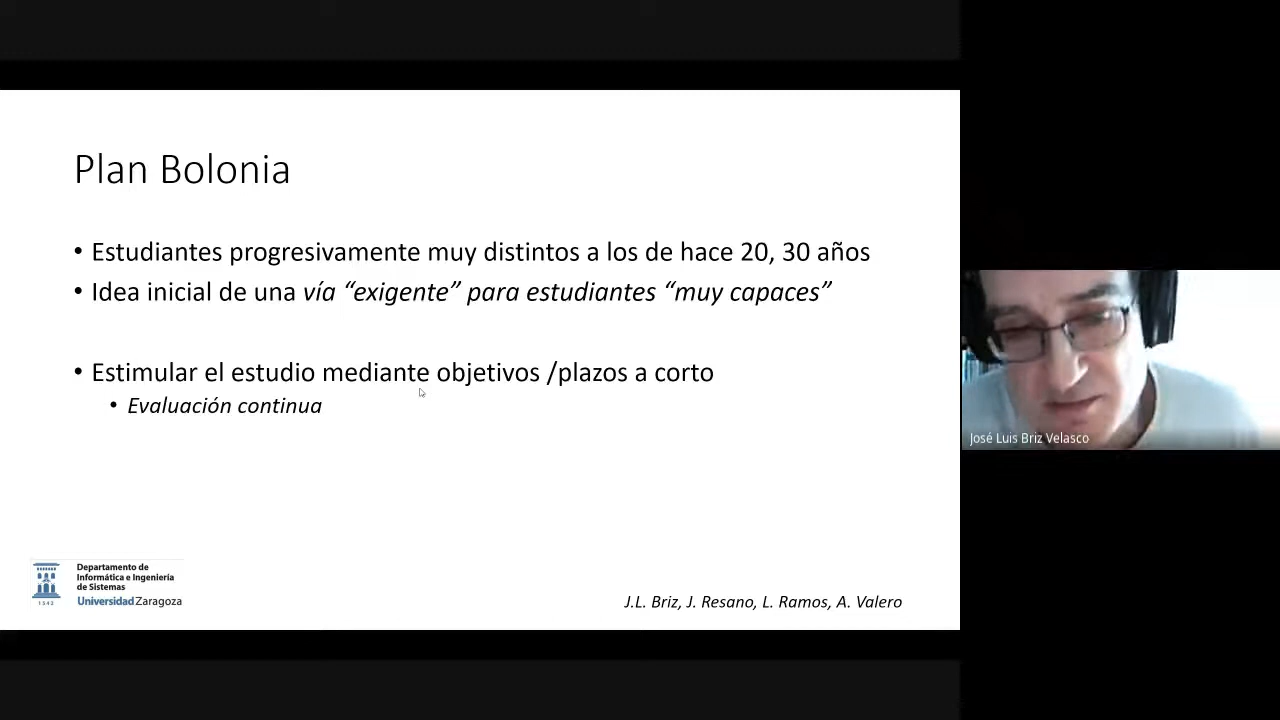 Plan Bolonia
• Estudiantes progresivamente muy distintos a los de hace 20, 30 años
• Idea inicial de una vía “exigente” para estudiantes “muy capaces”
• Estimular el estudio mediante objetivos /plazos a corto
• Evaluación continua
José Luis Briz Velasco
Departamento de
Informática e Ingeniería
de Sistemas
1542
Universidad Zaragoza
J.L. Briz, J. Resano, L. Ramos, A. Valero